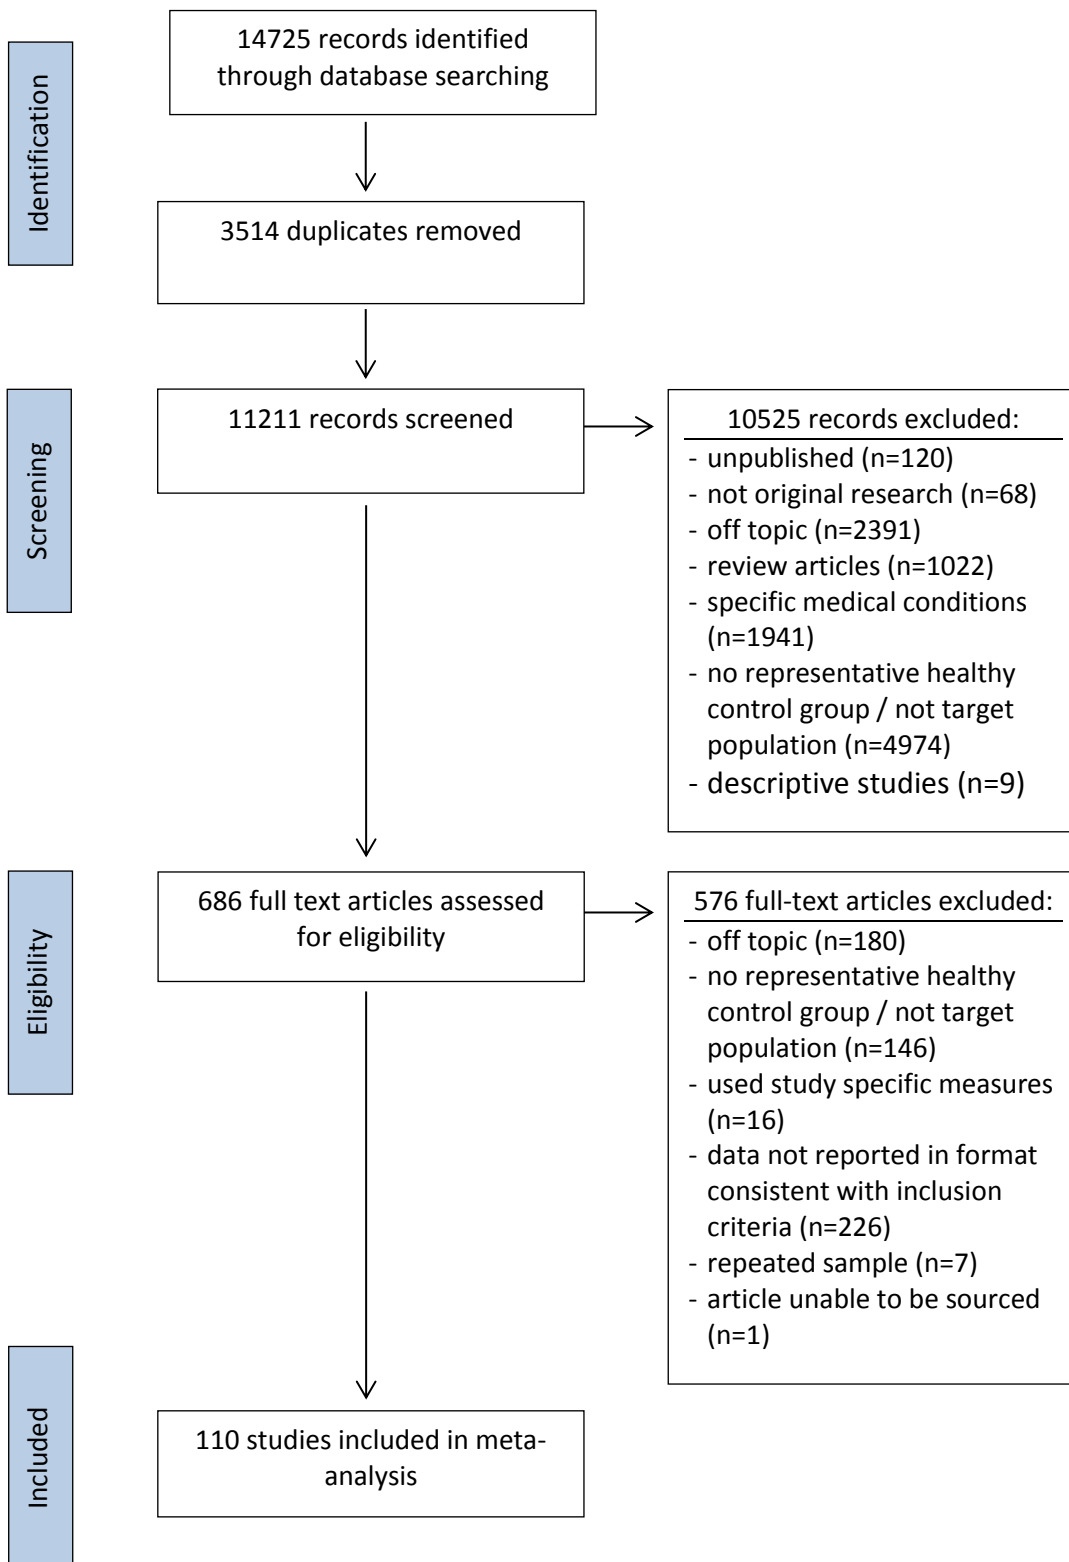 Identification
14725 records identified
through database searching
3514 duplicates removed
Screening
11211 records screened
10525 records excluded:
- unpublished (n=120)
- not original research (n=68)
- off topic (n=2391)
- review articles (n=1022)
- specific medical conditions
(n=1941)
- no representative healthy
control group / not target
population (n=4974)
- descriptive studies (n=9)
Eligibility
686 full text articles assessed
for eligibility
576 full-text articles excluded:
- off topic (n=180)
- no representative healthy
control group / not target
population (n=146)
- used study specific measures
(n=16)
- data not reported in format
consistent with inclusion
criteria (n=226)
- repeated sample (n=7)
- article unable to be sourced
(n=1)
Included
110 studies included in meta-
analysis